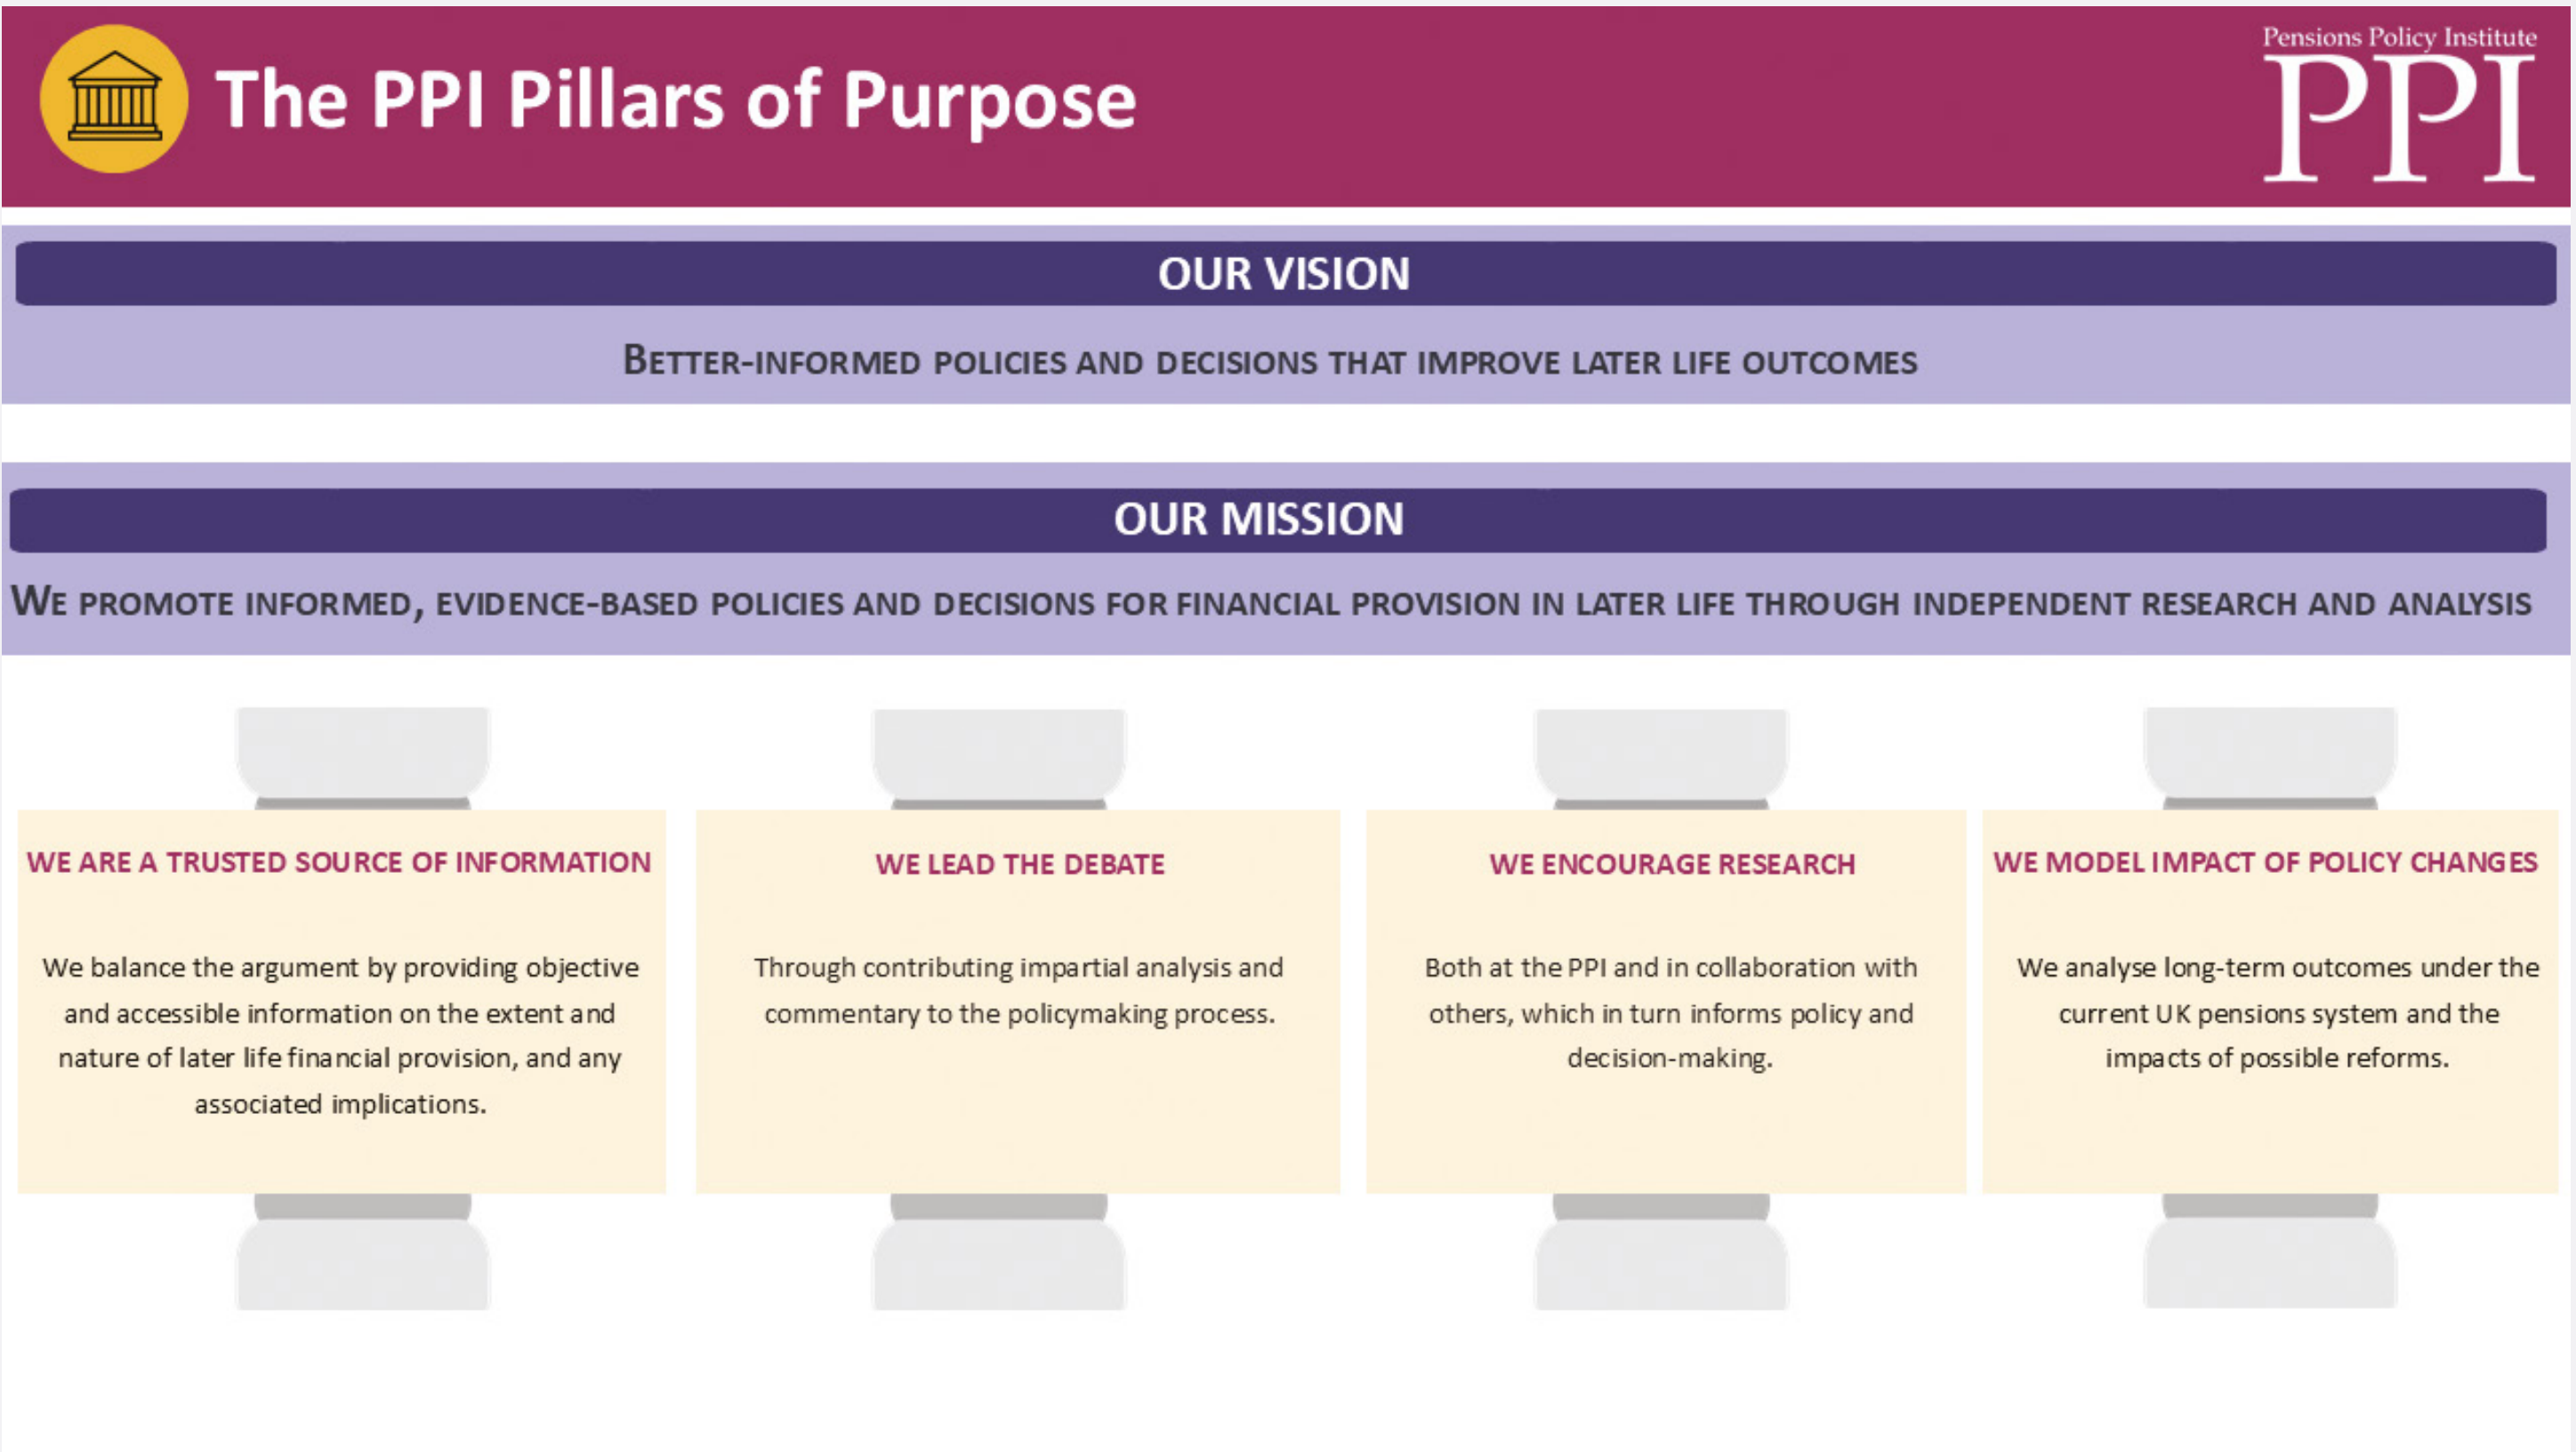 The PPI Pillars of Purpose
Pensions Policy Institute
PPI
OUR VISION
BETTER-INFORMED POLICIES AND DECISIONS THAT IMPROVE LATER LIFE OUTCOMES
OUR MISSION
WE PROMOTE INFORMED, EVIDENCE-BASED POLICIES AND DECISIONS FOR FINANCIAL PROVISION IN LATER LIFE THROUGH INDEPENDENT RESEARCH AND ANALYSIS
WE ARE A TRUSTED SOURCE OF INFORMATION
We balance the argument by providing objective
and accessible information on the extent and
nature of later life financial provision, and any
associated implications.
WE LEAD THE DEBATE
Through contributing impartial analysis and
commentary to the policymaking process.
WE ENCOURAGE RESEARCH
Both at the PPI and in collaboration with
others, which in turn informs policy and
decision-making.
WE MODEL IMPACT OF POLICY CHANGES
We analyse long-term outcomes under the
current UK pensions system and the
impacts of possible reforms.